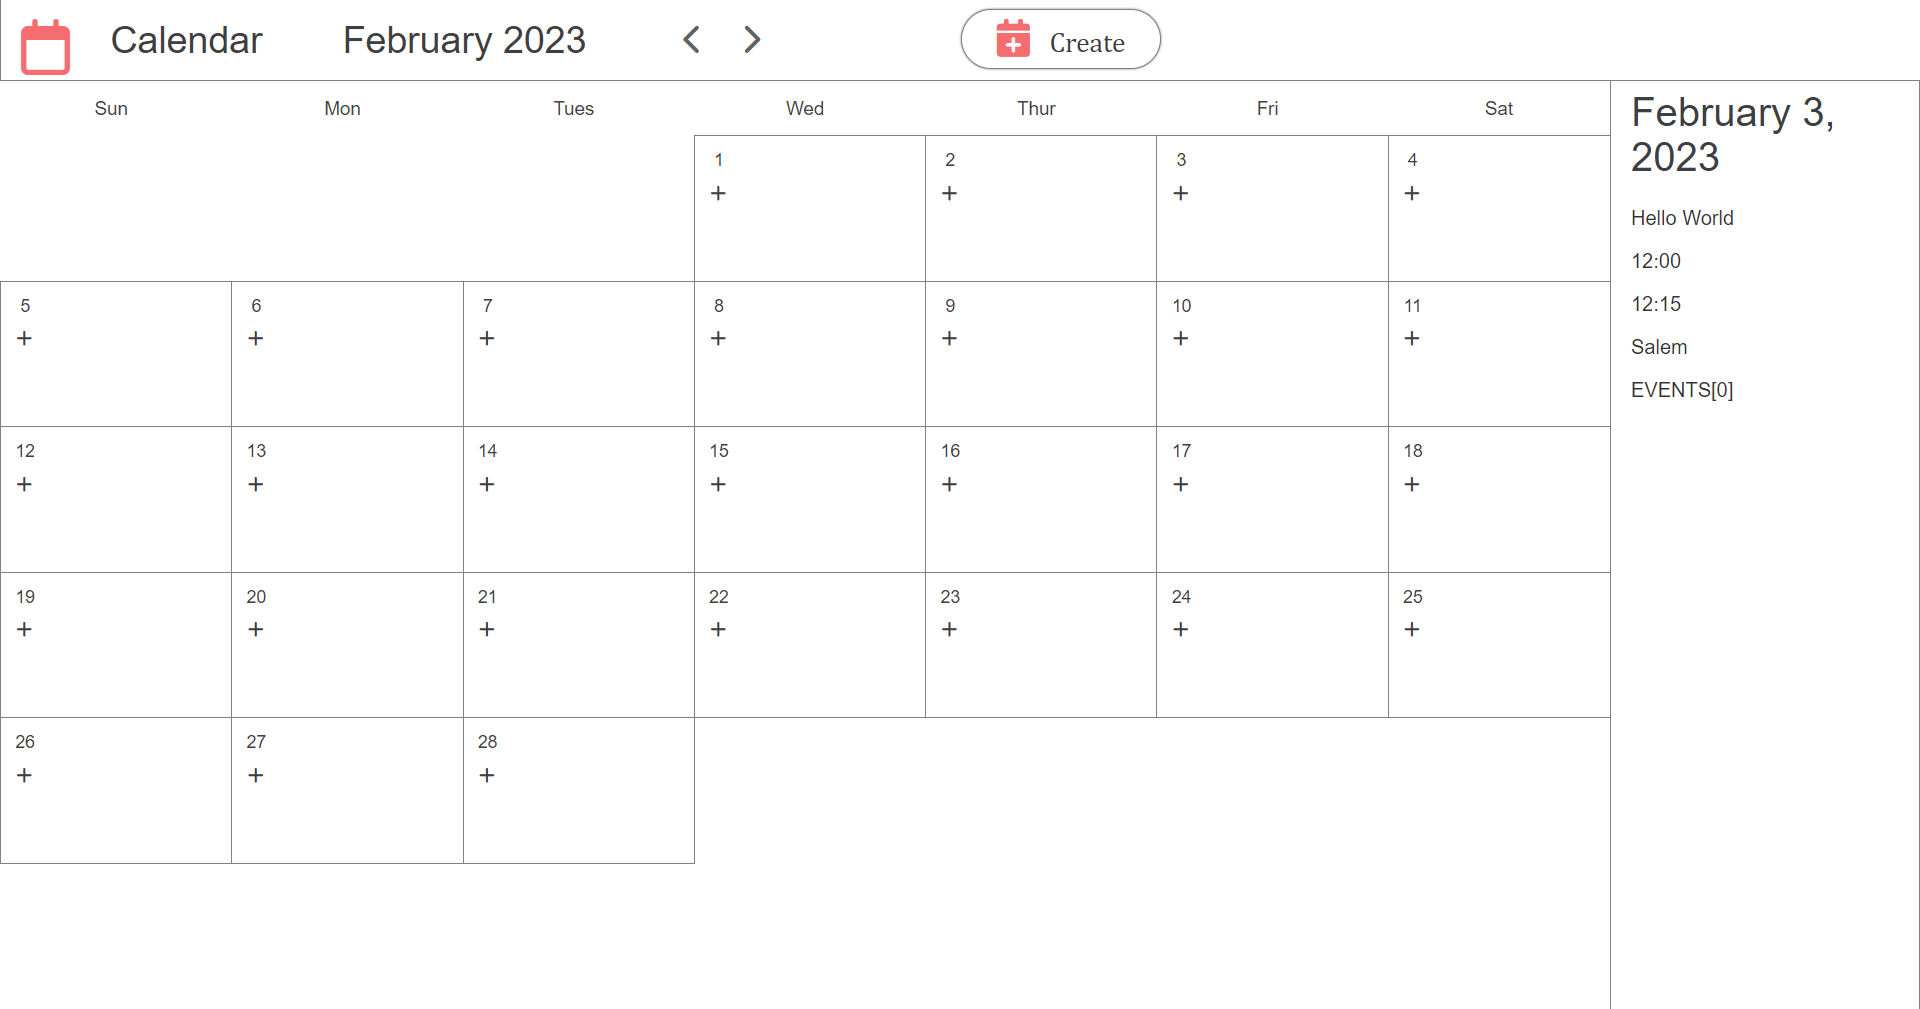 Calendar February 2023 Create
Sun Mon Tues Wed Thur Fri Sat
1 2 3 4
+ + + +
5 6 7 8 9 10 11
+ + + + + + +
12 13 14 15 16 17 18
+ + + + + + +
19 20 21 22 23 24 25
+ + + + + + +
26 27 28
+ + +
February 3,
2023
Hello World
12:00
12:15
Salem
EVENTS[0]